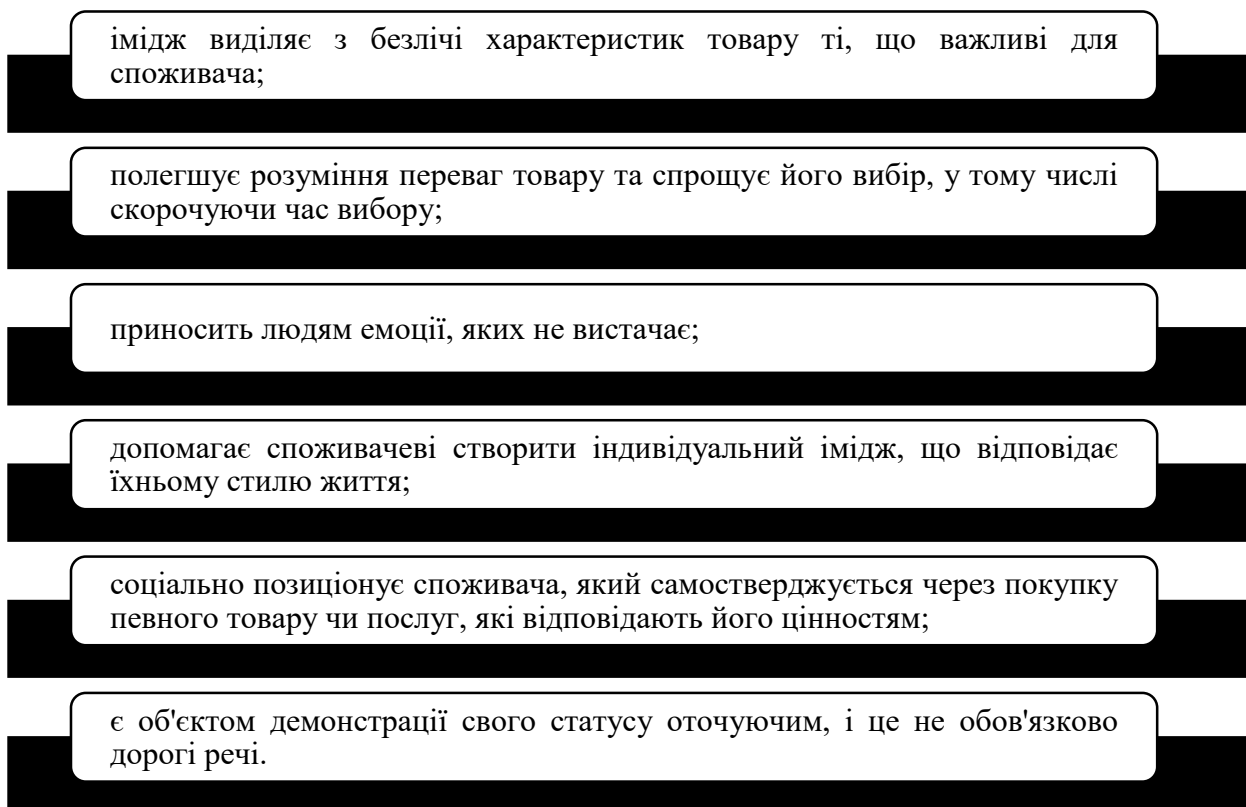 імідж виділяє з безлічі характеристик товару ті, що важливі для
споживача;
полегшує розуміння переваг товару та спрощує його вибір, у тому числі
скорочуючи час вибору;
приносить людям емоції, яких не вистачає;
допомагає споживачеві створити індивідуальний імідж, що відповідає
їхньому стилю життя;
соціально позиціонує споживача, який самостверджується через покупку
певного товару чи послуг, які відповідають його цінностям;
є об'єктом демонстрації свого статусу оточуючим, і це не обов'язково
дорогі речі.